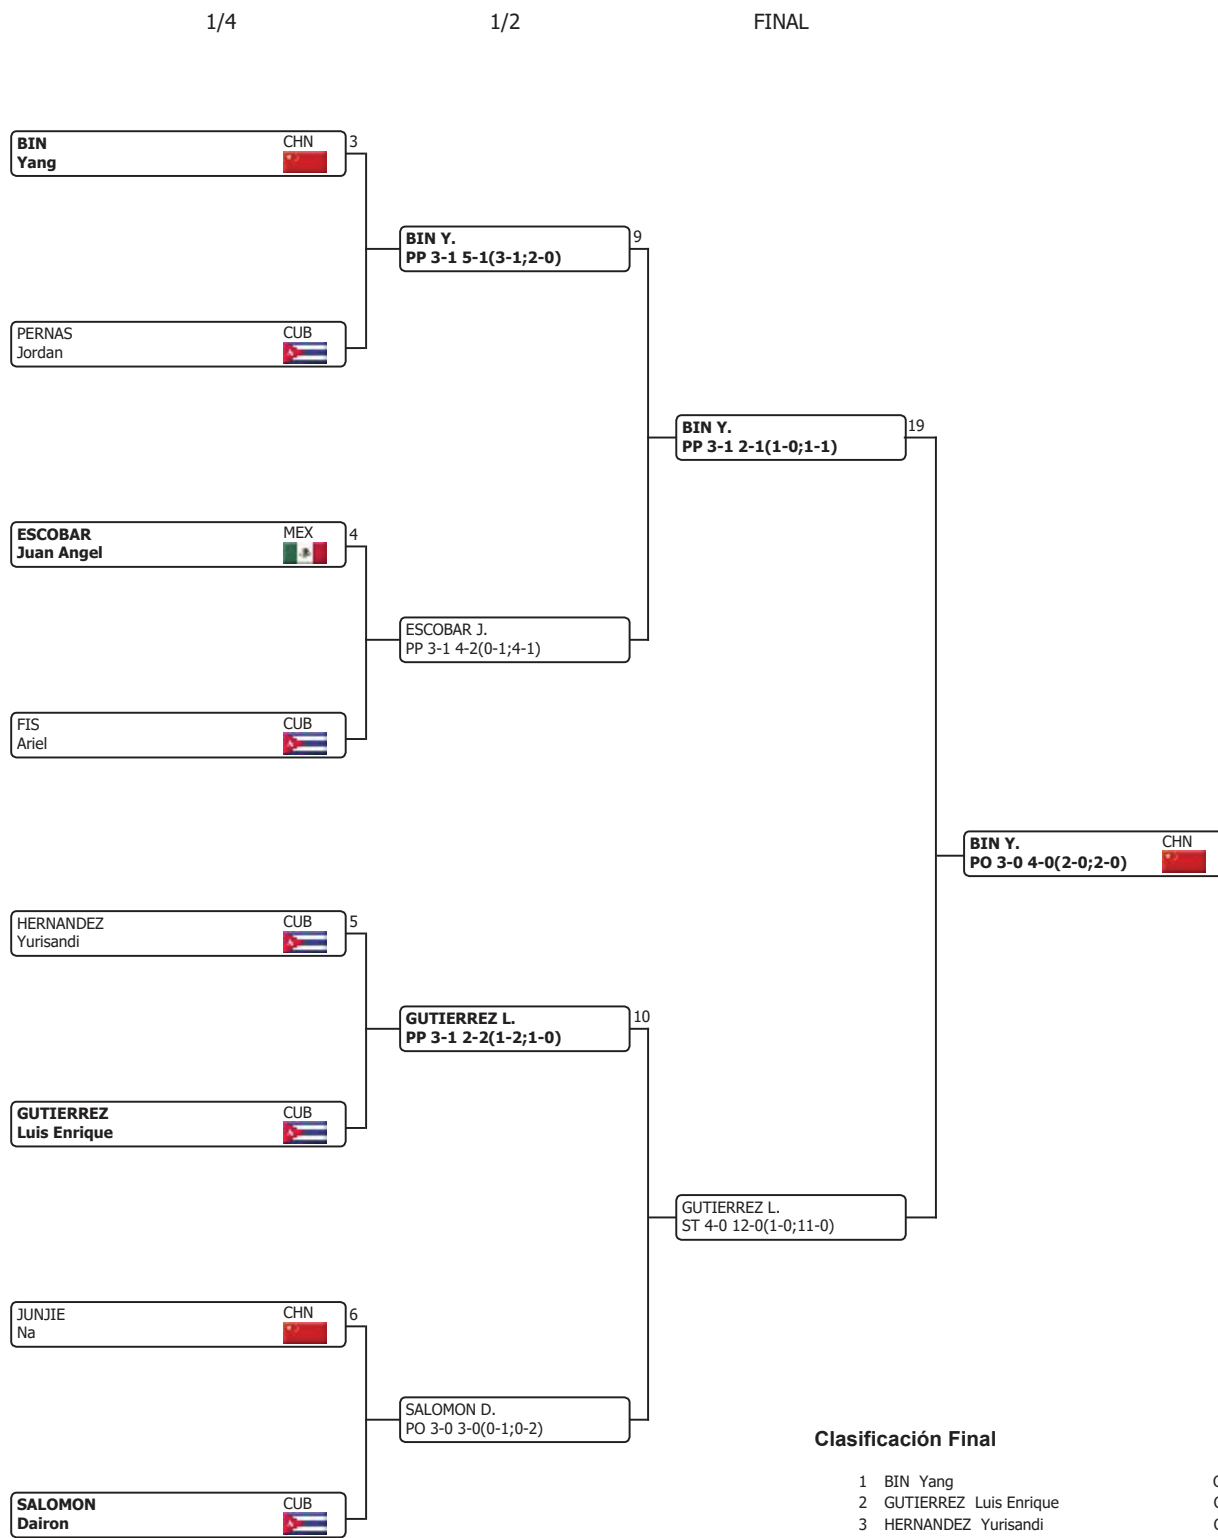 1/4 1/2 FINAL
BIN CHN 3
Yang
BIN Y. 9
PP 3-1 5-1(3-1;2-0)
PERNAS CUB
Jordan
BIN Y. 19
PP 3-1 2-1(1-0;1-1)
ESCOBAR MEX 4
Juan Angel
ESCOBAR J.
PP 3-1 4-2(0-1;4-1)
FIS CUB
Ariel
BIN Y. CHN
PO 3-0 4-0(2-0;2-0)
HERNANDEZ CUB 5
Yurisandi
GUTIERREZ L. 10
PP 3-1 2-2(1-2;1-0)
GUTIERREZ CUB
Luis Enrique
GUTIERREZ L.
ST 4-0 12-0(1-0;11-0)
JUNJIE CHN 6
Na
SALOMON D.
PO 3-0 3-0(0-1;0-2)
Clasificación Final
1 BIN Yang
2 GUTIERREZ Luis Enrique
3 HERNANDEZ Yurisandi
SALOMON CUB
Dairon